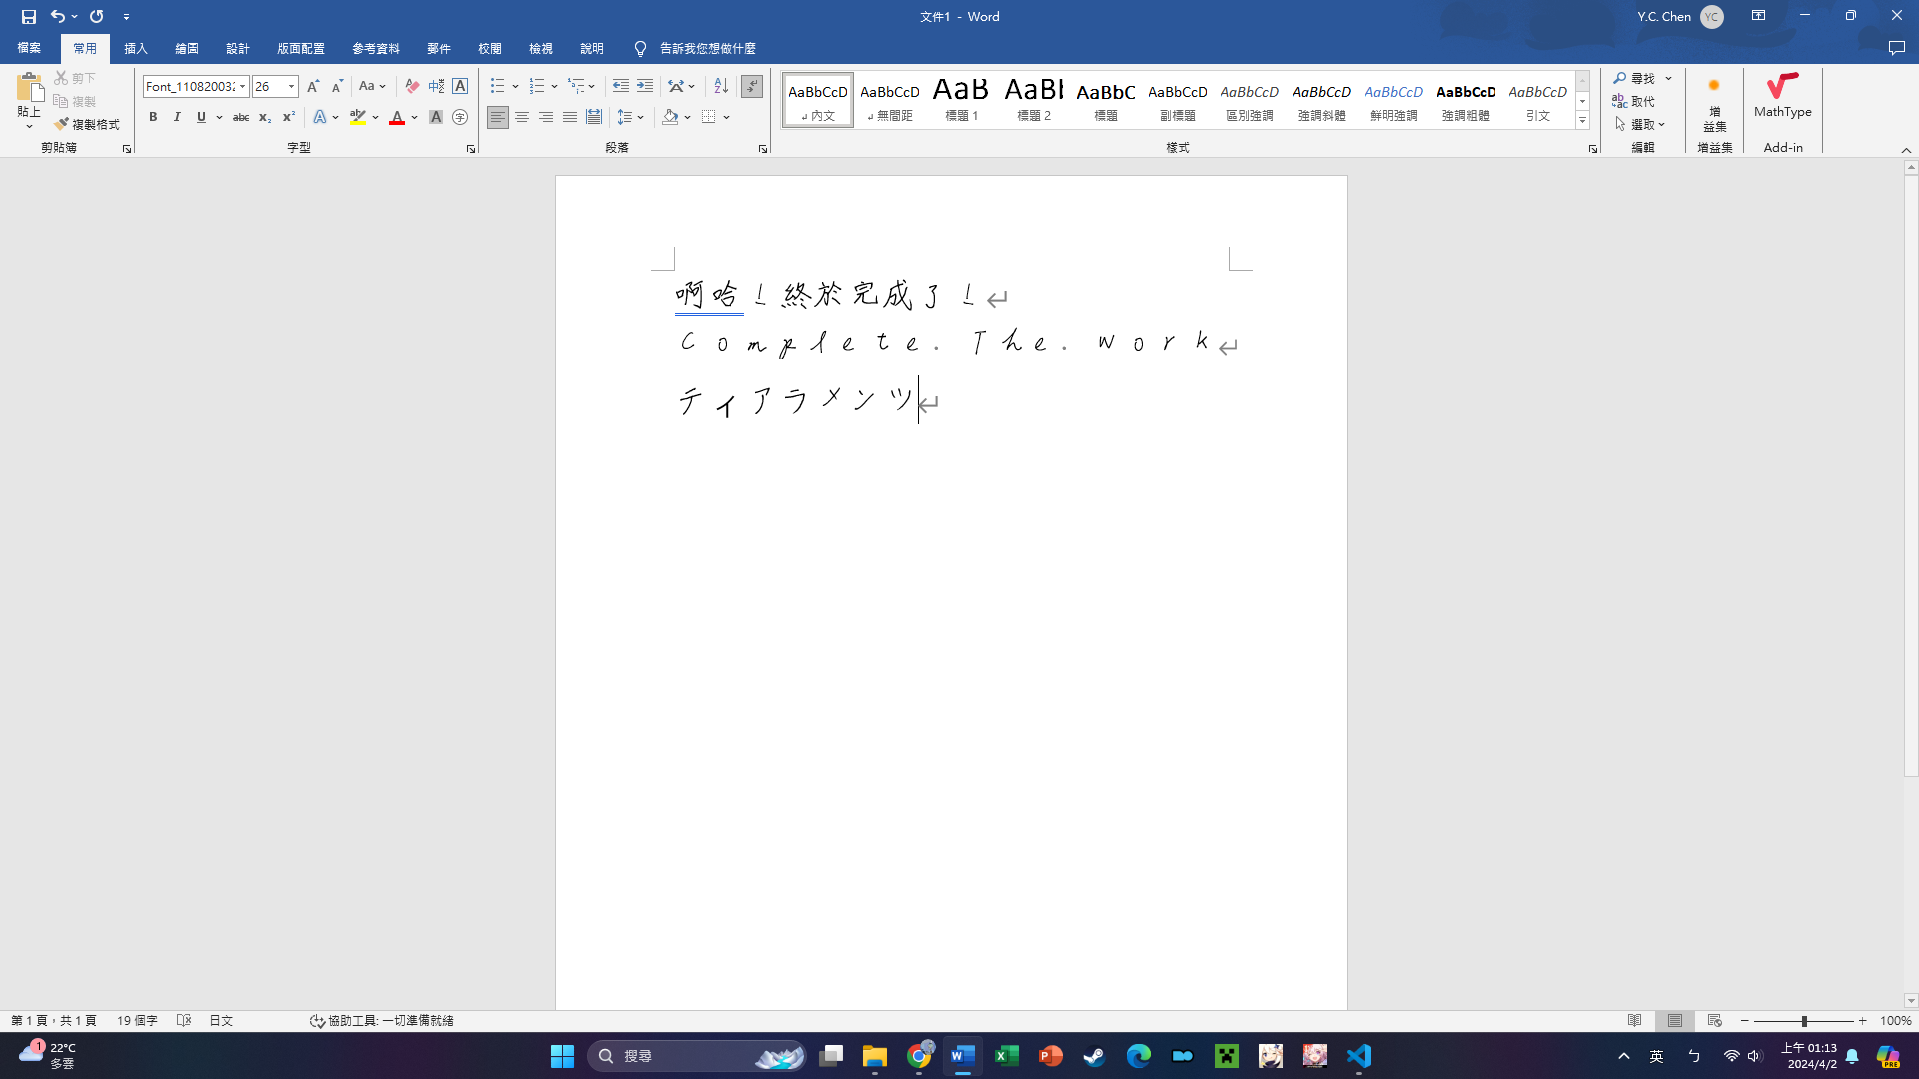 文件1 - Word
Y.C. Chen YC
檔案 常用 插入 繪圖 設計 版面配置 參考資料 郵件 校閱 檢視 說明 告訴我您想做什麼
貼上 剪下 複製 複製格式
剪貼簿
Font_11082003 26 Aa
B I U abc x₂ x² A A A 字
字型
段落
AaBbCcD AaBbCcD AaB AaBb AaBbC AaBbCcD AaBbCcD AaBbCcD AaBbCcD AaBbCcD AaBbCcD
內文 無間距 標題 1 標題 2 標題 副標題 區別強調 強調斜體 鮮明強調 強調粗體 引文
樣式
尋找 取代 選取
編輯
增益集
增益集
MathType
Add-in
啊哈！終於完成了！
Complete. The. work
ティアラメンツ
第 1 頁，共 1 頁 19 個字 日文 協助工具: 一切準備就緒 100%
1 22°C
多雲
搜尋
英 ㄅ
上午 01:13
2024/4/2
PRE